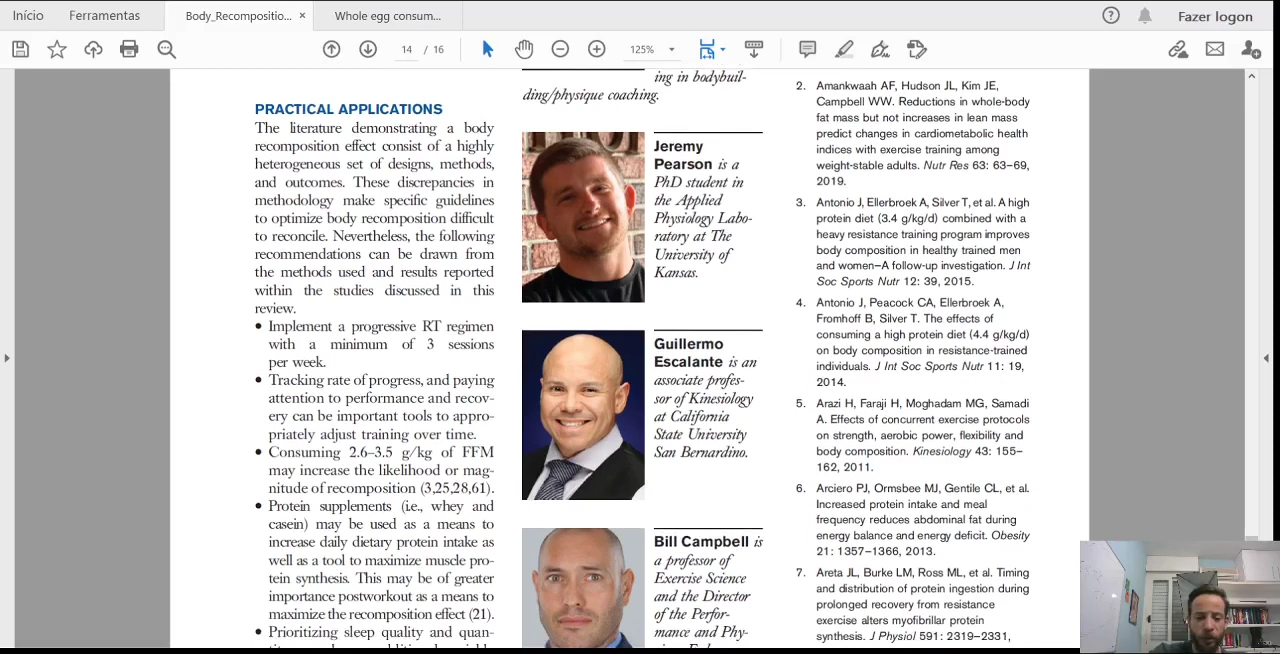 Início
Ferramentas
Body_Recompositio... ×
Whole egg consum...
Fazer logon
14 / 16
125%
PRACTICAL APPLICATIONS
The literature demonstrating a body
recomposition effect consist of a highly
heterogeneous set of designs, methods,
and outcomes. These discrepancies in
methodology make specific guidelines
to optimize body recomposition difficult
to reconcile. Nevertheless, the following
recommendations can be drawn from
the methods used and results reported
within the studies discussed in this
review.
• Implement a progressive RT regimen
with a minimum of 3 sessions
per week.
• Tracking rate of progress, and paying
attention to performance and recov-
ery can be important tools to appro-
priately adjust training over time.
• Consuming 2.6–3.5 g/kg of FFM
may increase the likelihood or mag-
nitude of recomposition (3,25,28,61).
• Protein supplements (i.e., whey and
casein) may be used as a means to
increase daily dietary protein intake as
well as a tool to maximize muscle pro-
tein synthesis. This may be of greater
importance postworkout as a means to
maximize the recomposition effect (21).
• Prioritizing sleep quality and quan-
ing in bodybuil-
ding/physique coaching.
Jeremy
Pearson is a
PhD student in
the Applied
Physiology Labo-
ratory at The
University of
Kansas.
Guillermo
Escalante is an
associate profes-
sor of Kinesiology
at California
State University
San Bernardino.
Bill Campbell is
a professor of
Exercise Science
and the Director
of the Perfor-
mance and Phy-
2. Amankwaah AF, Hudson JL, Kim JE,
Campbell WW. Reductions in whole-body
fat mass but not increases in lean mass
predict changes in cardiometabolic health
indices with exercise training among
weight-stable adults. Nutr Res 63: 63–69,
2019.
3. Antonio J, Ellerbroek A, Silver T, et al. A high
protein diet (3.4 g/kg/d) combined with a
heavy resistance training program improves
body composition in healthy trained men
and women—A follow-up investigation. J Int
Soc Sports Nutr 12: 39, 2015.
4. Antonio J, Peacock CA, Ellerbroek A,
Fromhoff B, Silver T. The effects of
consuming a high protein diet (4.4 g/kg/d)
on body composition in resistance-trained
individuals. J Int Soc Sports Nutr 11: 19,
2014.
5. Arazi H, Faraji H, Moghadam MG, Samadi
A. Effects of concurrent exercise protocols
on strength, aerobic power, flexibility and
body composition. Kinesiology 43: 155–
162, 2011.
6. Arciero PJ, Ormsbee MJ, Gentile CL, et al.
Increased protein intake and meal
frequency reduces abdominal fat during
energy balance and energy deficit. Obesity
21: 1357–1366, 2013.
7. Areta JL, Burke LM, Ross ML, et al. Timing
and distribution of protein ingestion during
prolonged recovery from resistance
exercise alters myofibrillar protein
synthesis. J Physiol 591: 2319–2331,